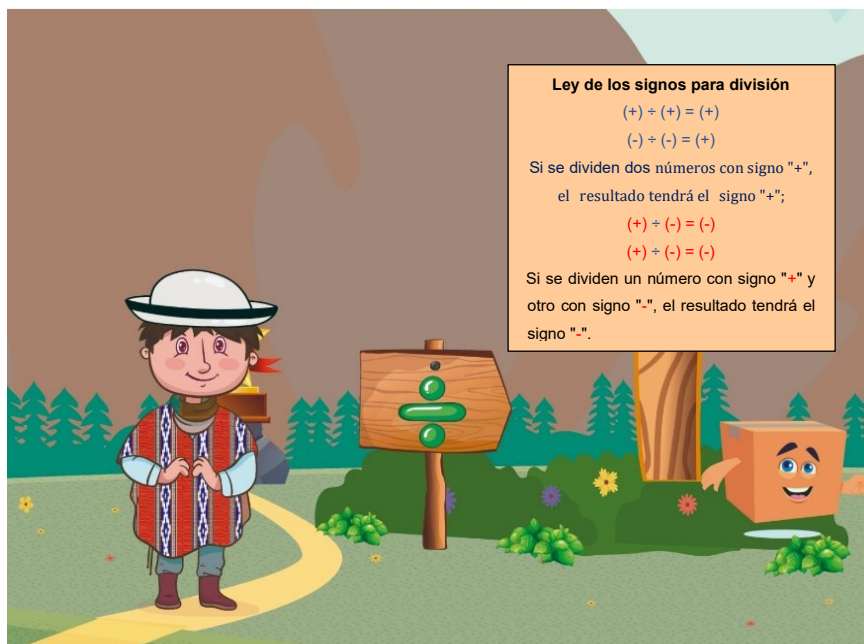 Ley de los signos para división
(+) ÷ (+) = (+)
(-) ÷ (-) = (+)
Si se dividen dos números con signo "+",
el resultado tendrá el signo "+";
(+) ÷ (-) = (-)
(+) ÷ (-) = (-)
Si se dividen un número con signo "+" y
otro con signo "-", el resultado tendrá el
signo "-".